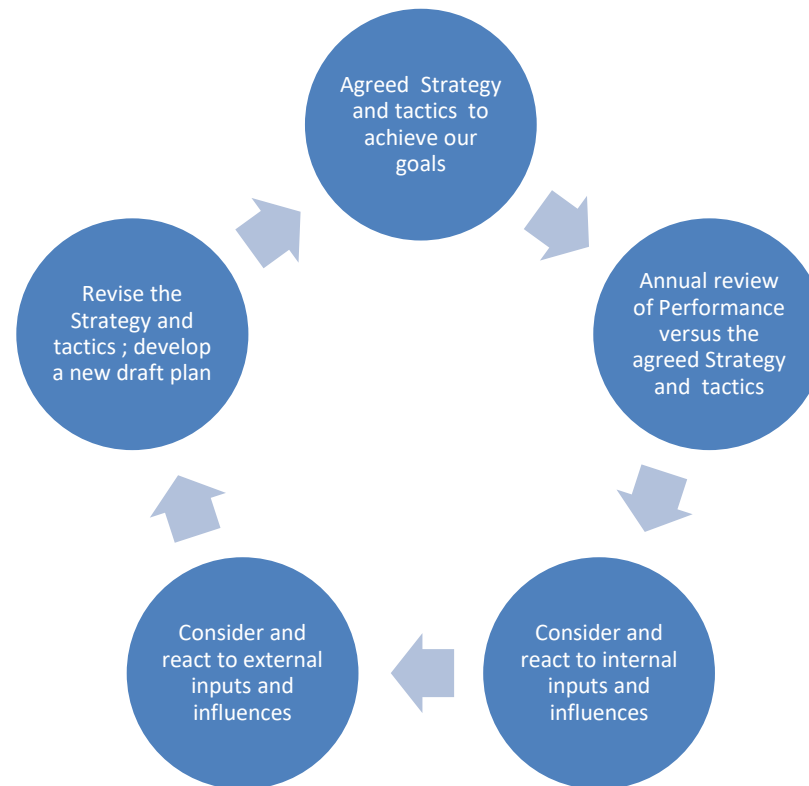 Agreed Strategy
and tactics to
achieve our
goals
Annual review
of Performance
versus the
agreed Strategy
and tactics
Consider and
react to internal
inputs and
influences
Consider and
react to external
inputs and
influences
Revise the
Strategy and
tactics ; develop
a new draft plan